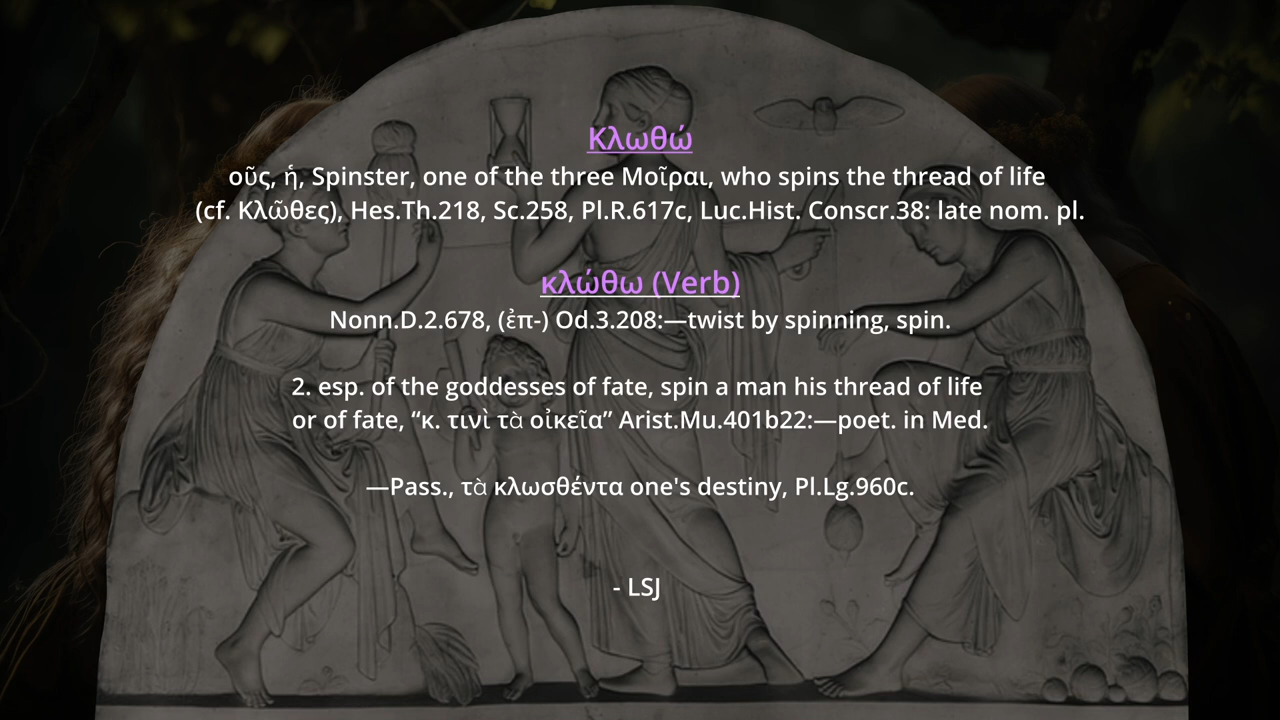 Κλωθώ
οῦς, ἡ, Spinster, one of the three Μοῖραι, who spins the thread of life
(cf. Κλῶθες), Hes.Th.218, Sc.258, Pl.R.617c, Luc.Hist. Conscr.38: late nom. pl.
κλώθω (Verb)
Nonn.D.2.678, (ἐπ-) Od.3.208:—twist by spinning, spin.
2. esp. of the goddesses of fate, spin a man his thread of life
or of fate, “κ. τινὶ τὰ οἰκεῖα” Arist.Mu.401b22:—poet. in Med.
—Pass., τὰ κλωσθέντα one's destiny, Pl.Lg.960c.
- LSJ